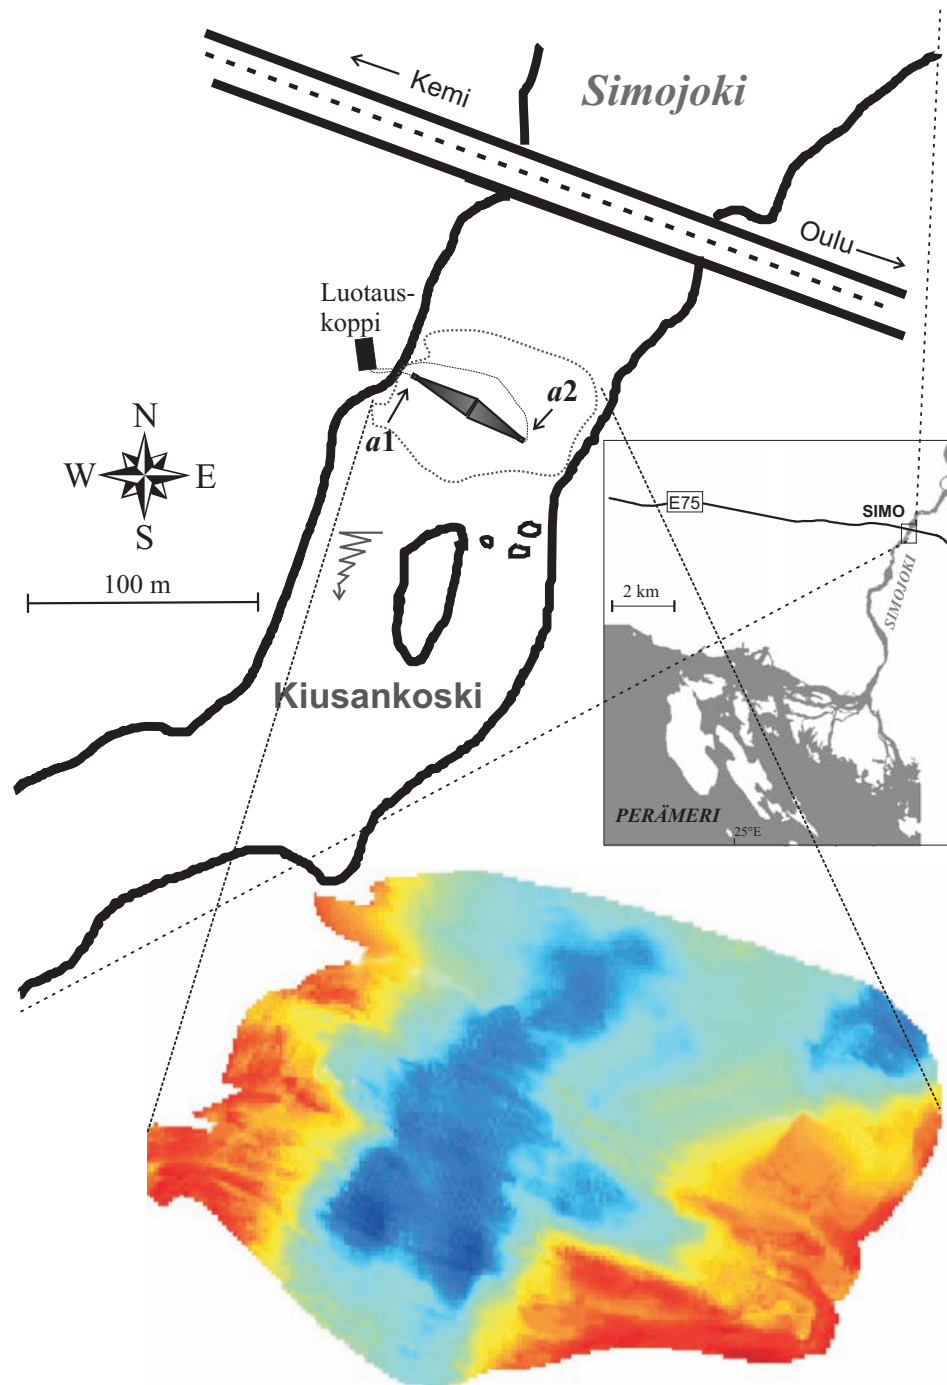 Kemi
Simojoki
Oulu
Luotaus-
koppi
a1
a2
N
W
E
S
100 m
Kiusankoski
E75
SIMO
2 km
SIMOJOKI
PERÄMERI
25°E